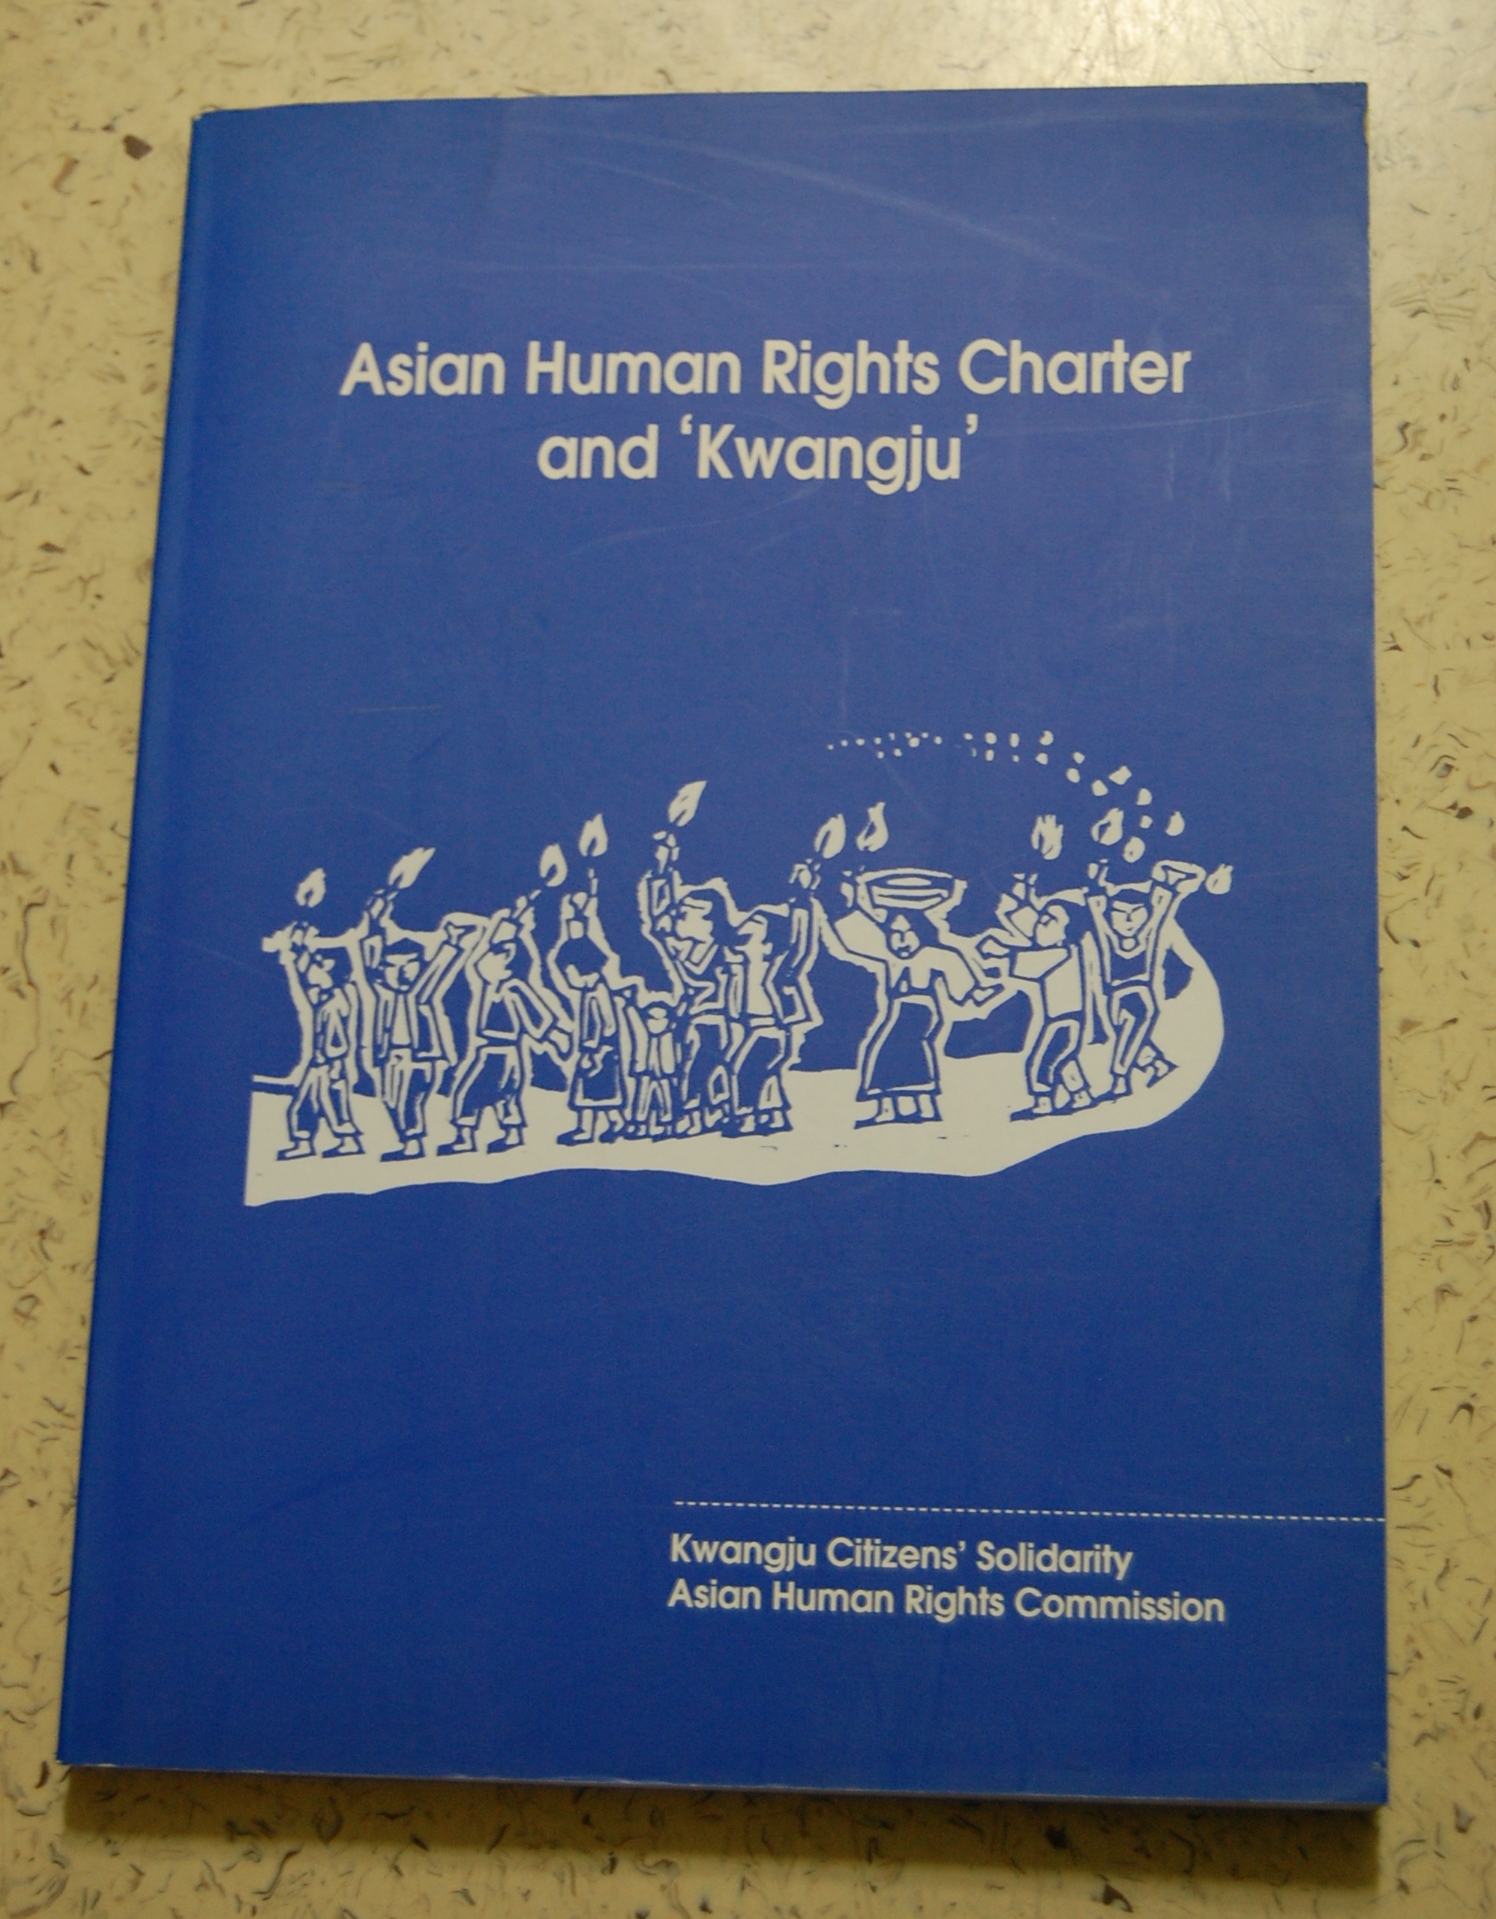 Asian Human Rights Charter
and ‘Kwangju’
Kwangju Citizens’ Solidarity
Asian Human Rights Commission